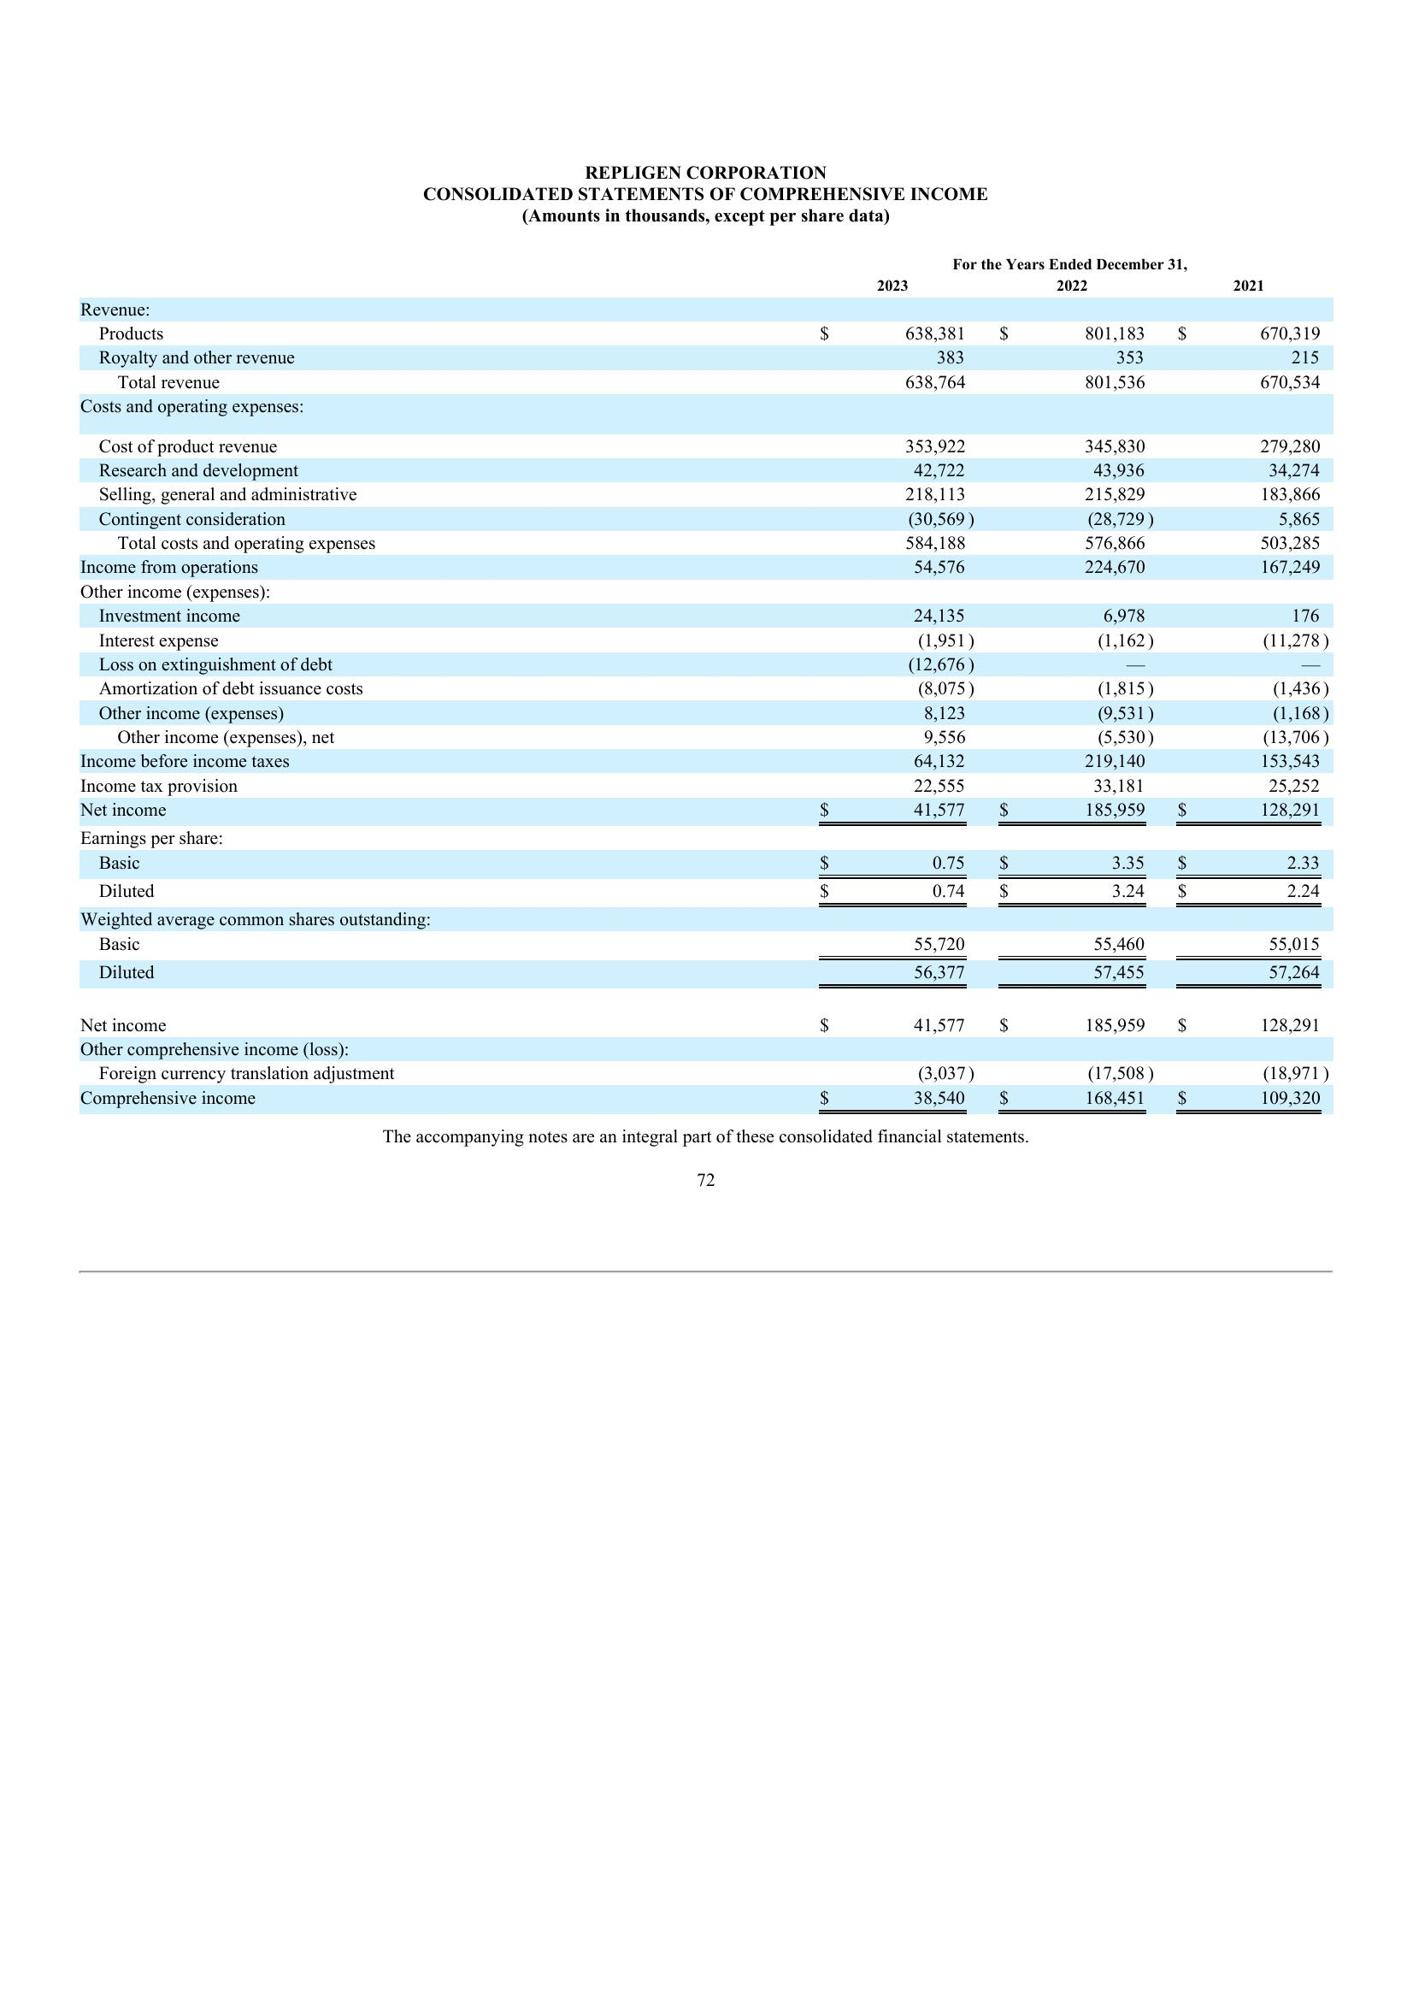 REPLIGEN CORPORATION
CONSOLIDATED STATEMENTS OF COMPREHENSIVE INCOME
(Amounts in thousands, except per share data)
For the Years Ended December 31,
2023 2022 2021
Revenue:
Products $ 638,381 $ 801,183 $ 670,319
Royalty and other revenue 383 353 215
Total revenue 638,764 801,536 670,534
Costs and operating expenses:
Cost of product revenue 353,922 345,830 279,280
Research and development 42,722 43,936 34,274
Selling, general and administrative 218,113 215,829 183,866
Contingent consideration (30,569) (28,729) 5,865
Total costs and operating expenses 584,188 576,866 503,285
Income from operations 54,576 224,670 167,249
Other income (expenses):
Investment income 24,135 6,978 176
Interest expense (1,951) (1,162) (11,278)
Loss on extinguishment of debt (12,676) — —
Amortization of debt issuance costs (8,075) (1,815) (1,436)
Other income (expenses) 8,123 (9,531) (1,168)
Other income (expenses), net 9,556 (5,530) (13,706)
Income before income taxes 64,132 219,140 153,543
Income tax provision 22,555 33,181 25,252
Net income $ 41,577 $ 185,959 $ 128,291
Earnings per share:
Basic $ 0.75 $ 3.35 $ 2.33
Diluted $ 0.74 $ 3.24 $ 2.24
Weighted average common shares outstanding:
Basic 55,720 55,460 55,015
Diluted 56,377 57,455 57,264
Net income $ 41,577 $ 185,959 $ 128,291
Other comprehensive income (loss):
Foreign currency translation adjustment (3,037) (17,508) (18,971)
Comprehensive income $ 38,540 $ 168,451 $ 109,320
The accompanying notes are an integral part of these consolidated financial statements.
72